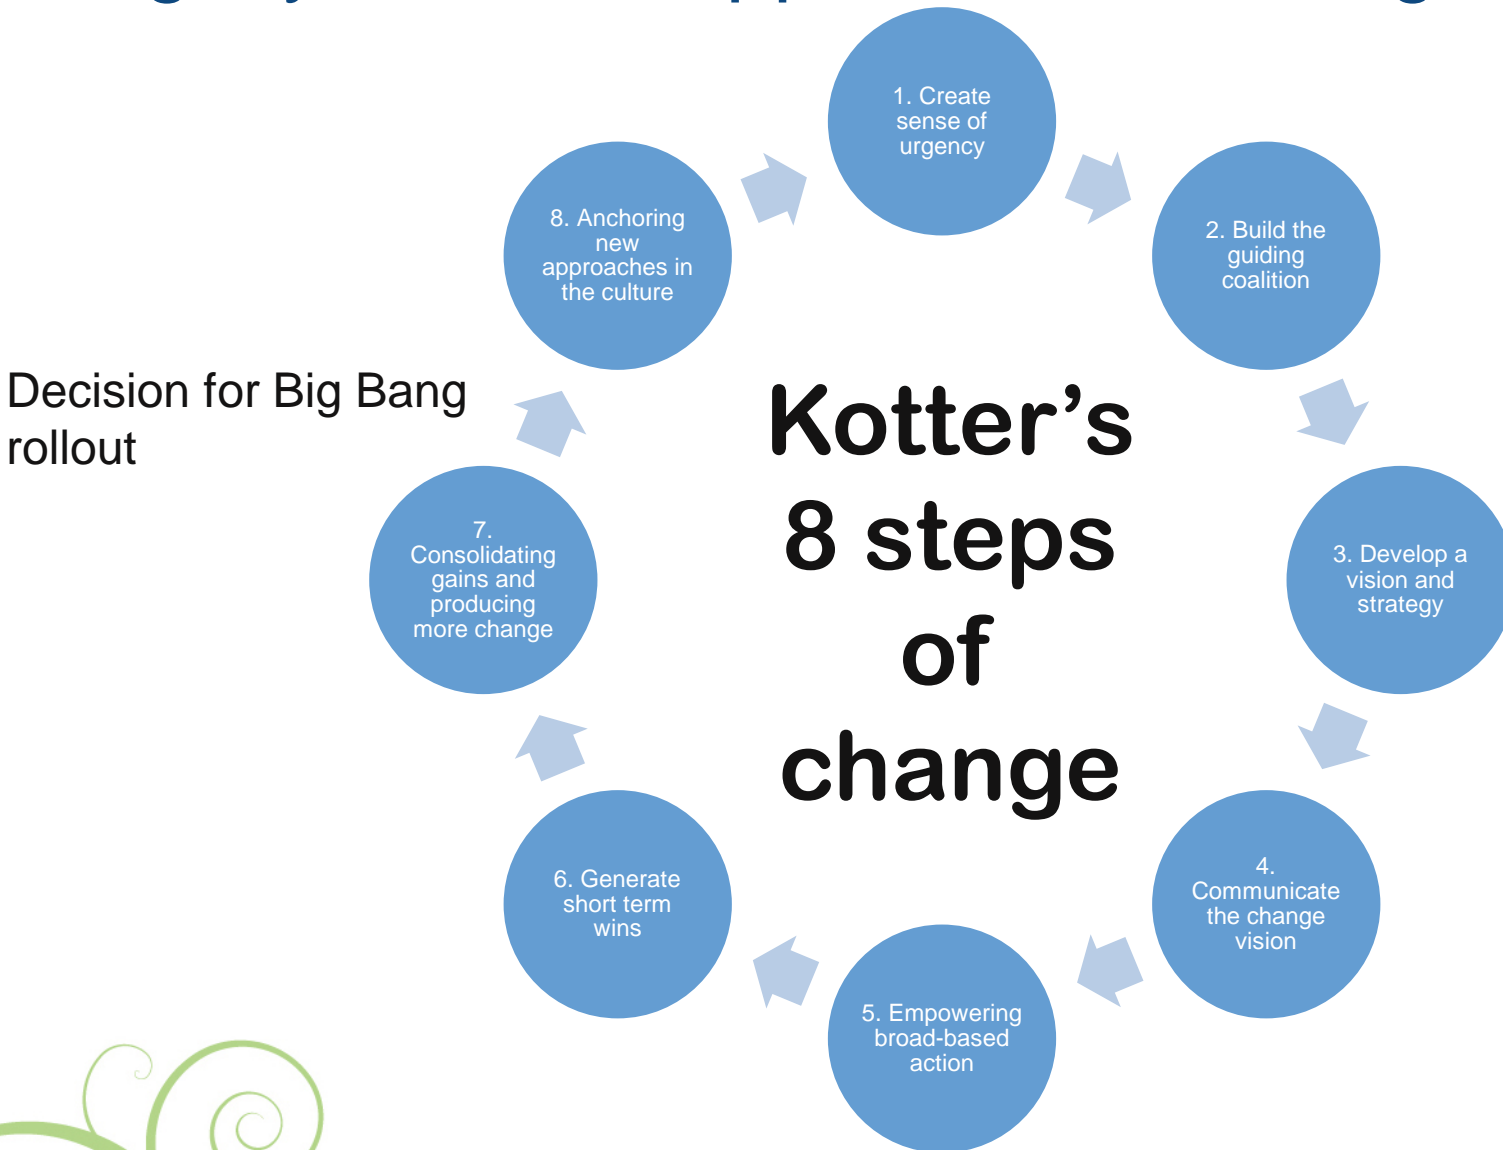 1. Create
sense of
urgency
2. Build the
guiding
coalition
3. Develop a
vision and
strategy
4.
Communicate
the change
vision
5. Empowering
broad-based
action
6. Generate
short term
wins
7.
Consolidating
gains and
producing
more change
8. Anchoring
new
approaches in
the culture
Decision for Big Bang
rollout
Kotter’s
8 steps
of
change